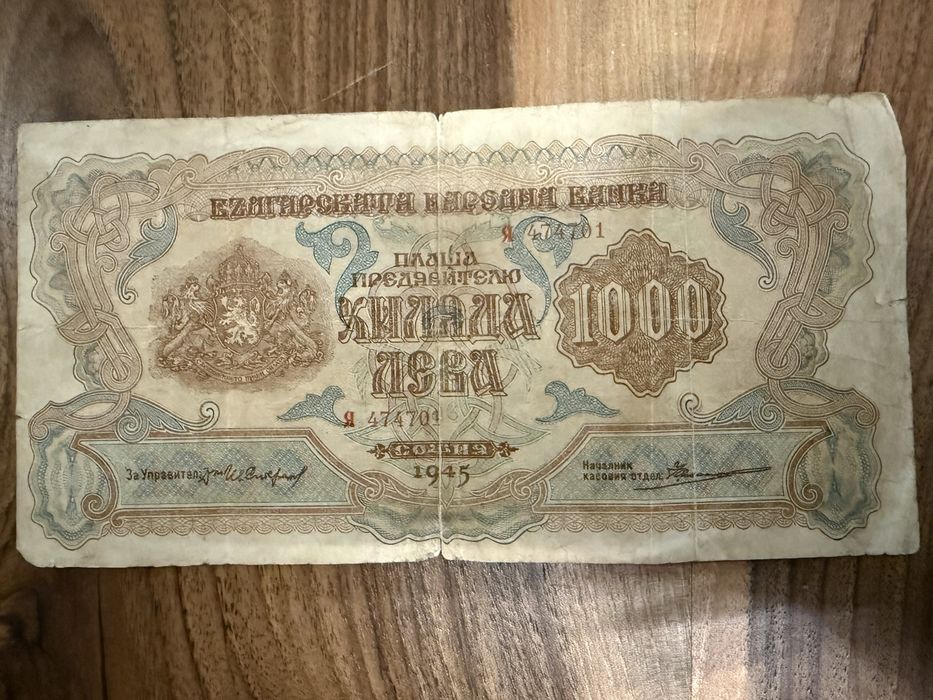 БЪЛГАРСКАТА НАРОДНА БАНКА
Я 474701
ПЛАЩА
ПРЕДЯВИТЕЛЮ
ХИЛЯДА
ЛЕВА
1000
Я 474701
СОФИЯ
1945
За Управител:
Началник
касовия отдел: